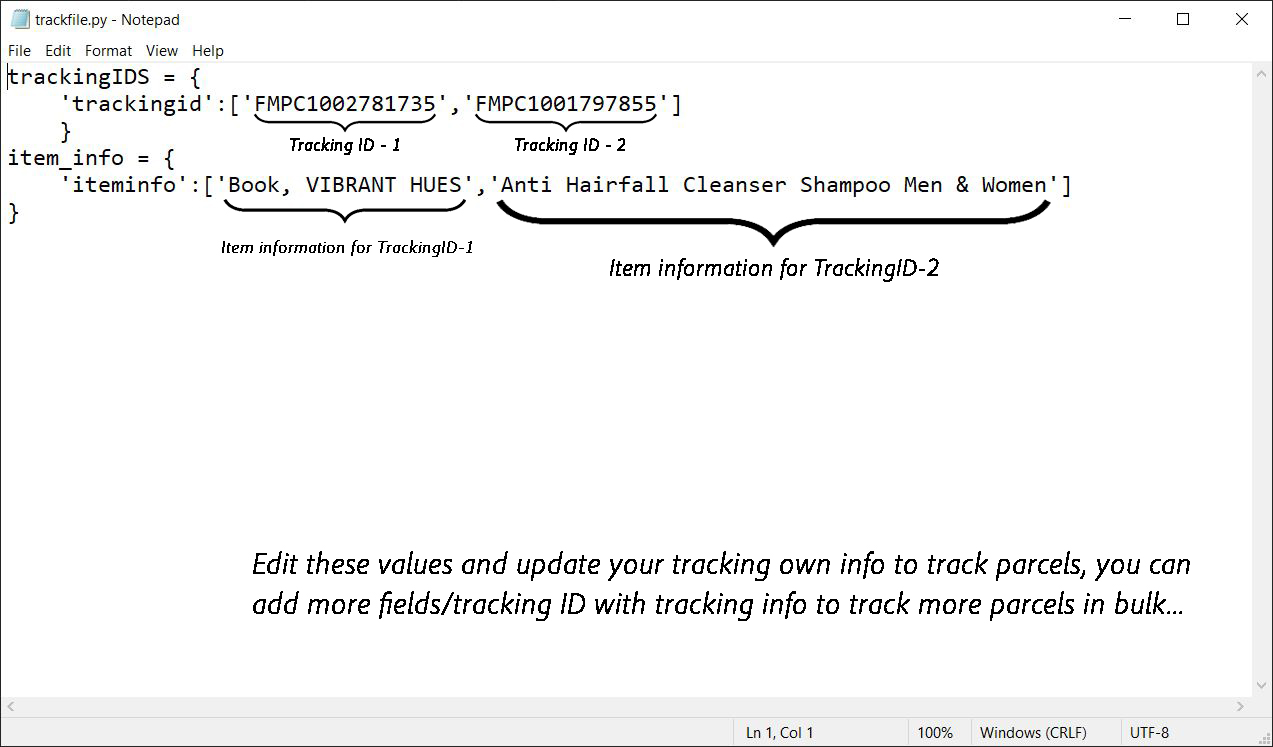 trackfile.py - Notepad
File Edit Format View Help
trackingIDS = {
    'trackingid':['FMPC1002781735','FMPC1001797855']
    }
Tracking ID - 1 Tracking ID - 2
item_info = {
    'iteminfo':['Book, VIBRANT HUES','Anti Hairfall Cleanser Shampoo Men & Women']
}
Item information for TrackingID-1
Item information for TrackingID-2
Edit these values and update your tracking own info to track parcels, you can
add more fields/tracking ID with tracking info to track more parcels in bulk...
Ln 1, Col 1 100% Windows (CRLF) UTF-8